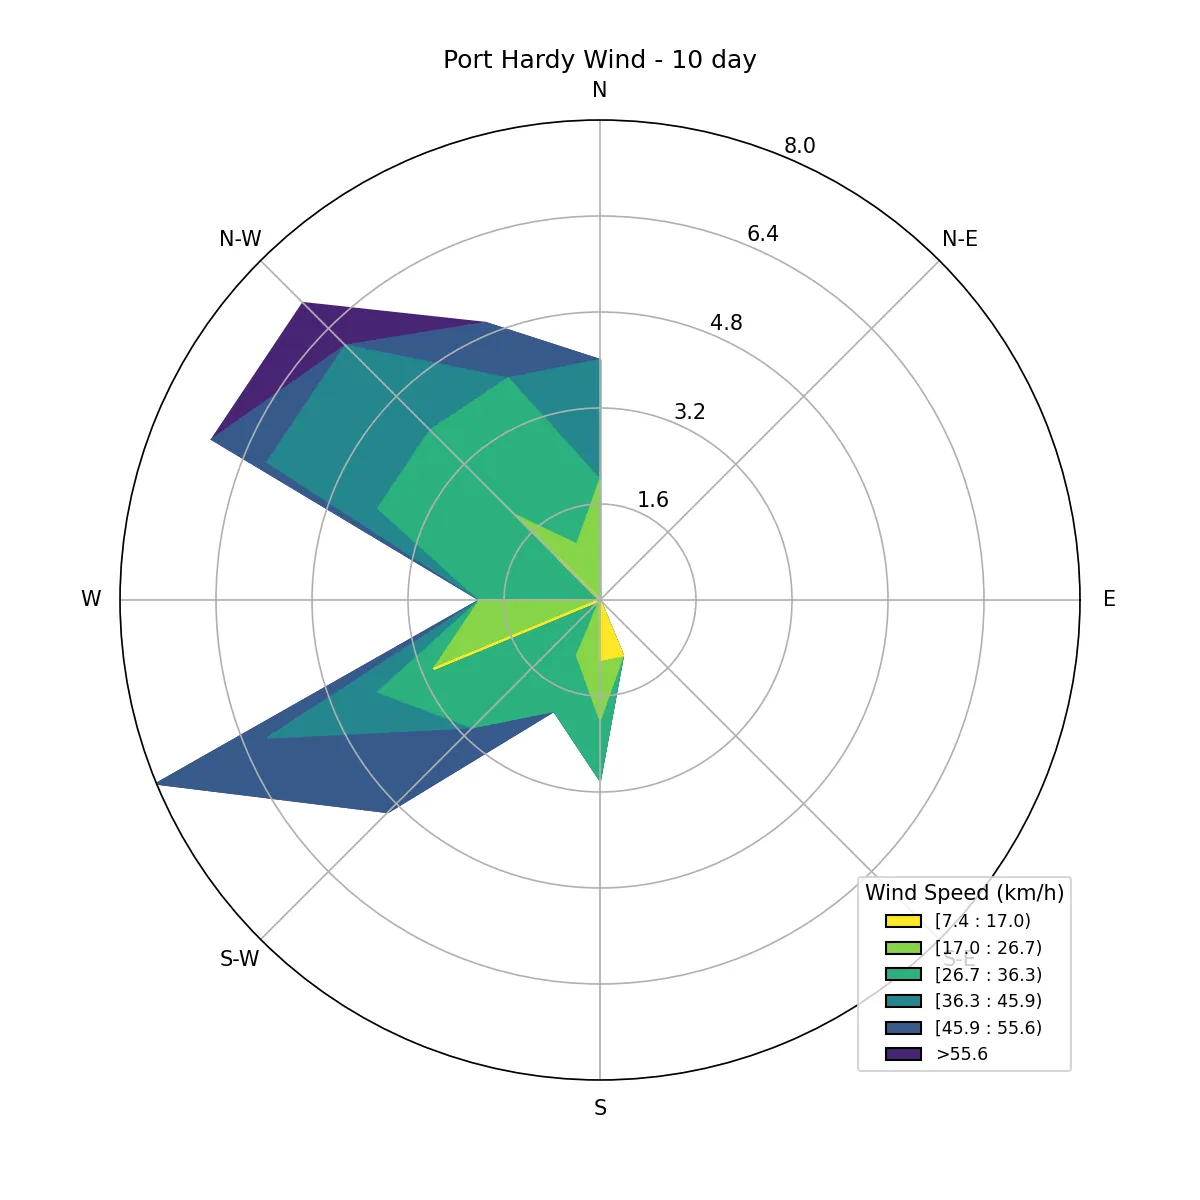 Port Hardy Wind - 10 day
N
8.0
N-W
N-E
6.4
4.8
3.2
1.6
W
E
S-W
S-E
S
Wind Speed (km/h)
[7.4 : 17.0)
[17.0 : 26.7)
[26.7 : 36.3)
[36.3 : 45.9)
[45.9 : 55.6)
>55.6